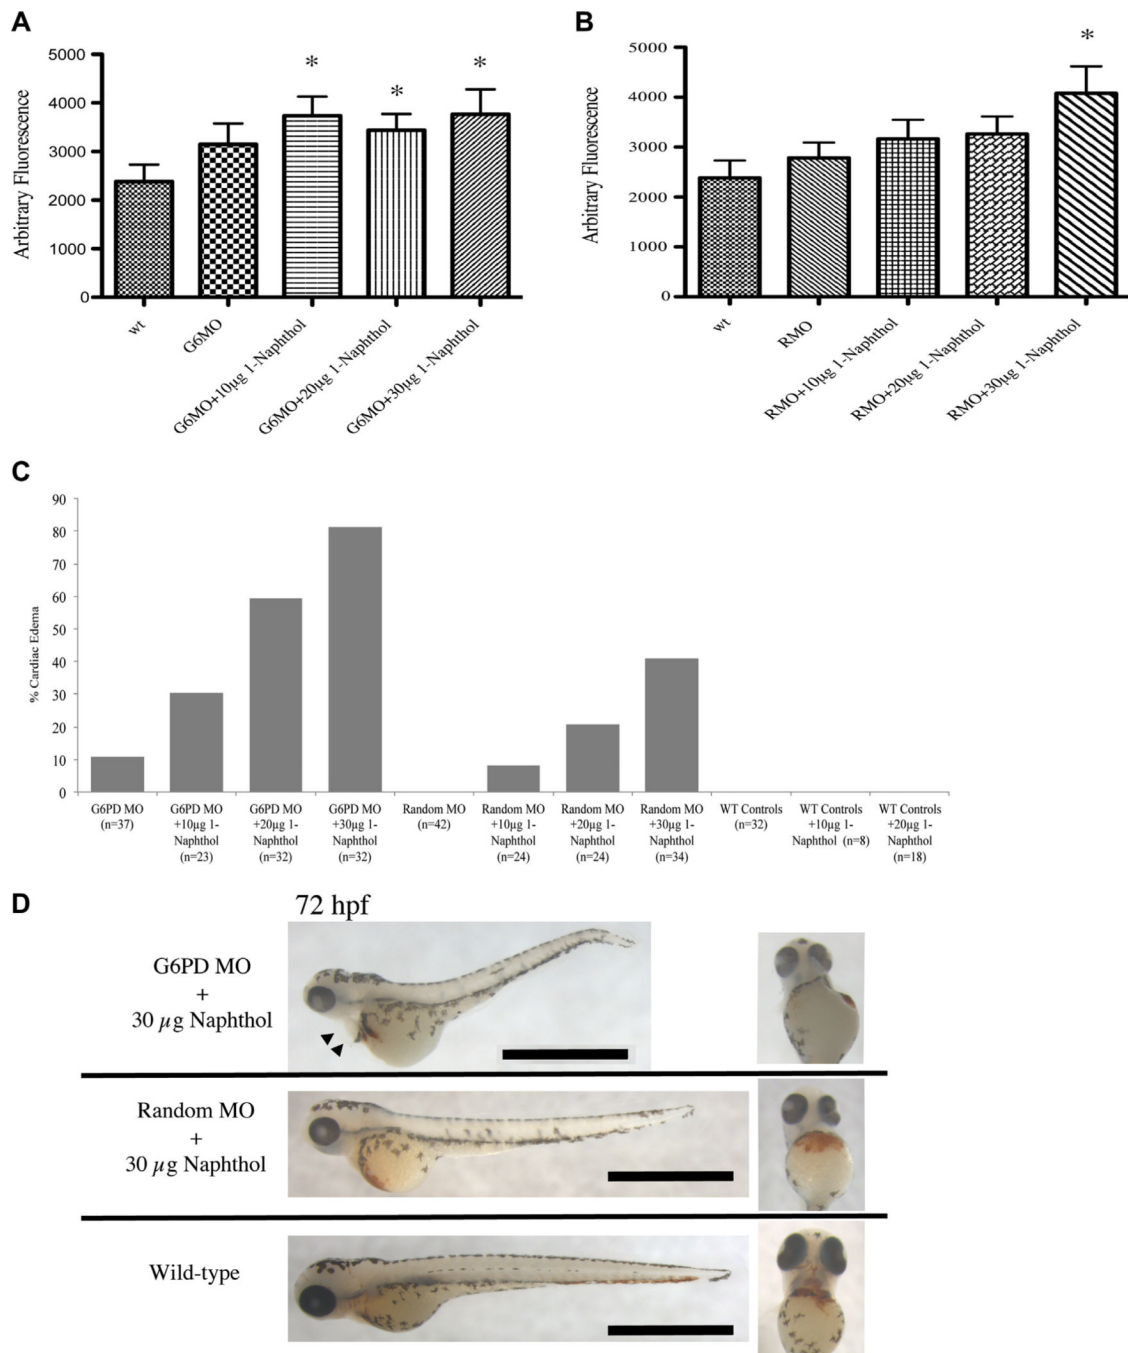 A
Arbitrary Fluorescence
5000
4000
3000
2000
1000
0
*
*
*
wt
G6MO
G6MO+10µg 1-Naphthol
G6MO+20µg 1-Naphthol
G6MO+30µg 1-Naphthol
B
Arbitrary Fluorescence
5000
4000
3000
2000
1000
0
*
wt
RMO
RMO+10µg 1-Naphthol
RMO+20µg 1-Naphthol
RMO+30µg 1-Naphthol
C
% Cardiac Edema
90
80
70
60
50
40
30
20
10
0
G6PD MO
(n=37)
G6PD MO
+10µg 1-
Naphthol
(n=23)
G6PD MO
+20µg 1-
Naphthol
(n=32)
G6PD MO
+30µg 1-
Naphthol
(n=32)
Random MO
(n=42)
Random MO
+10µg 1-
Naphthol
(n=24)
Random MO
+20µg 1-
Naphthol
(n=24)
Random MO
+30µg 1-
Naphthol
(n=34)
WT Controls
(n=32)
WT Controls
+10µg 1-
Naphthol (n=8)
WT Controls
+20µg 1-
Naphthol
(n=18)
D
72 hpf
G6PD MO
+
30 µg Naphthol
Random MO
+
30 µg Naphthol
Wild-type